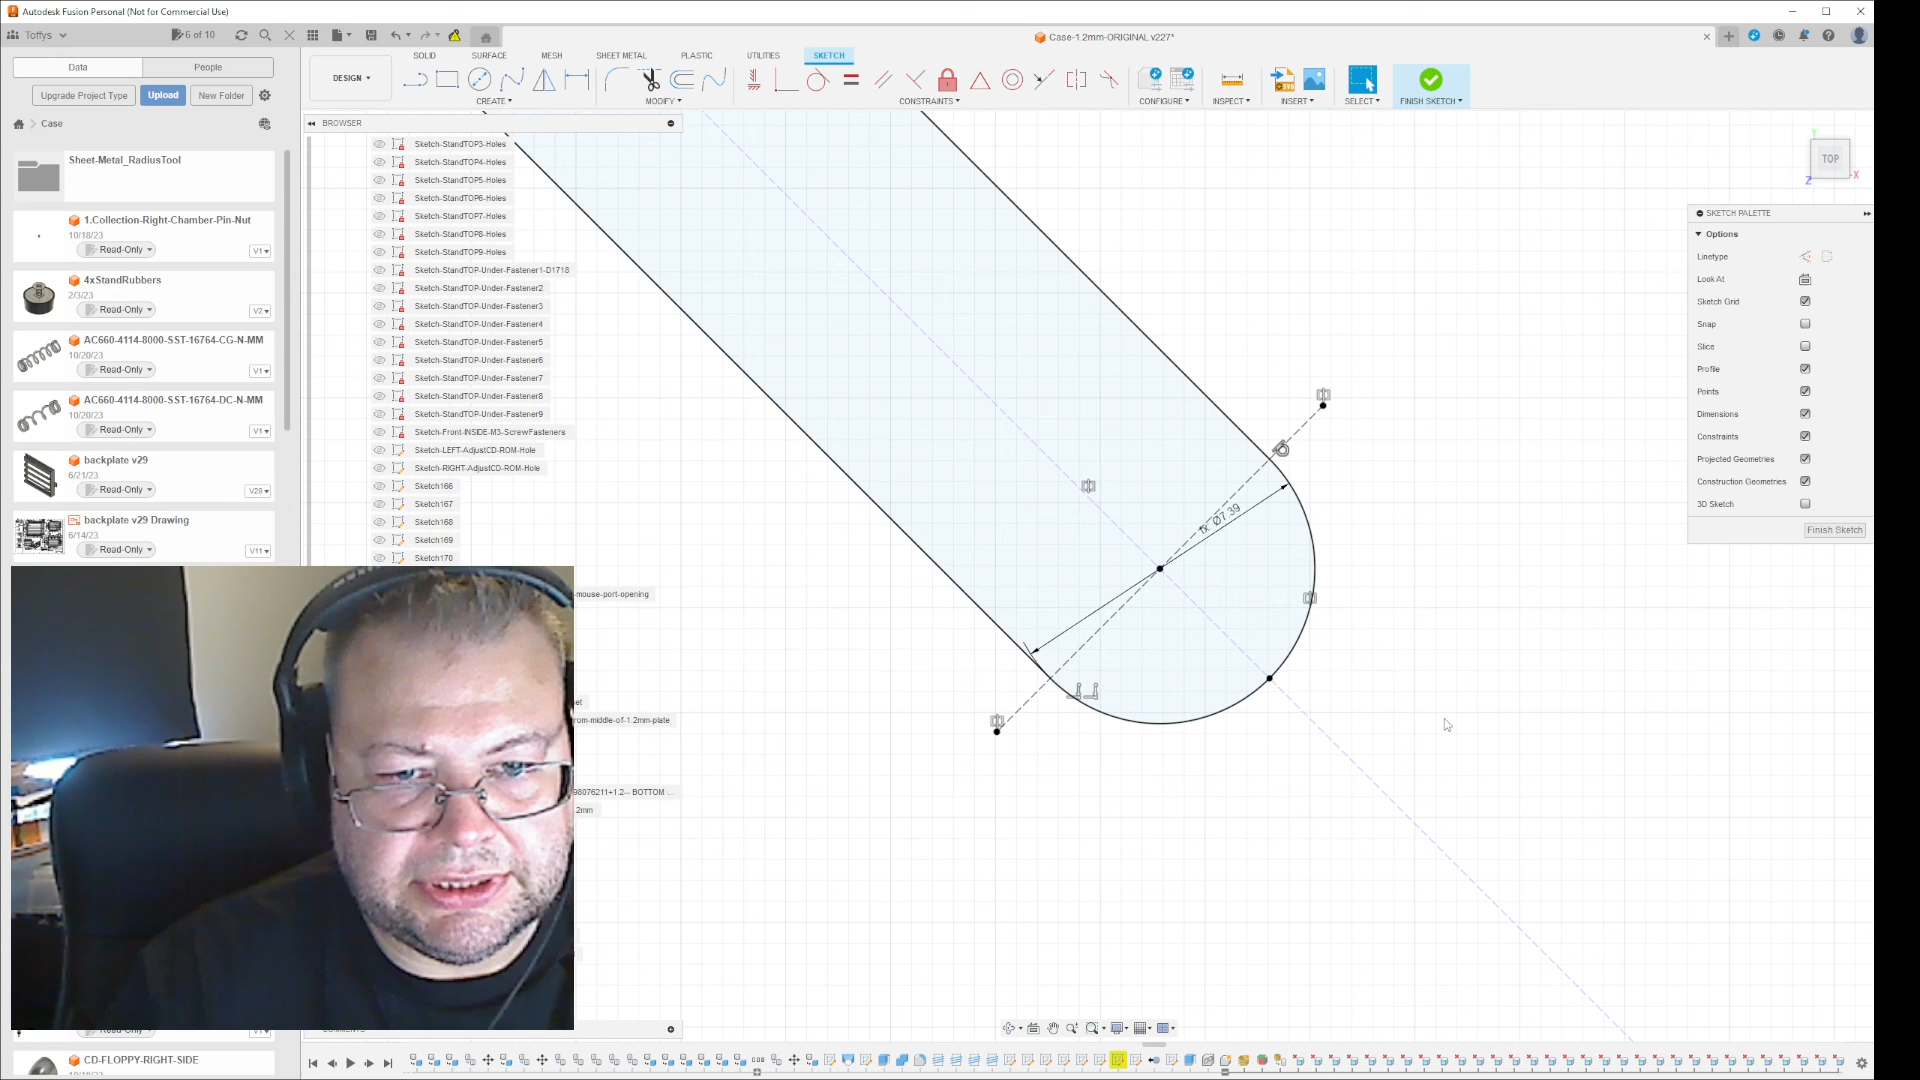 Autodesk Fusion Personal (Not for Commercial Use)
Toffys
6 of 10
Case-1.2mm-ORIGINAL v227*
Data
People
SOLID
SURFACE
MESH
SHEET METAL
PLASTIC
UTILITIES
SKETCH
DESIGN
CREATE
MODIFY
CONSTRAINTS
CONFIGURE
INSPECT
INSERT
SELECT
FINISH SKETCH
Upgrade Project Type
Upload
New Folder
Case
BROWSER
Sheet-Metal_RadiusTool
1.Collection-Right-Chamber-Pin-Nut
10/18/23
Read-Only
V1
4xStandRubbers
2/3/23
Read-Only
V2
AC660-4114-8000-SST-16764-CG-N-MM
10/20/23
Read-Only
V1
AC660-4114-8000-SST-16764-DC-N-MM
10/20/23
Read-Only
V1
backplate v29
6/21/23
Read-Only
V28
backplate v29 Drawing
6/14/23
Read-Only
V11
Read-Only
V1
CD-FLOPPY-RIGHT-SIDE
10/18/23
Sketch-StandTOP3-Holes
Sketch-StandTOP4-Holes
Sketch-StandTOP5-Holes
Sketch-StandTOP6-Holes
Sketch-StandTOP7-Holes
Sketch-StandTOP8-Holes
Sketch-StandTOP9-Holes
Sketch-StandTOP-Under-Fastener1-D1718
Sketch-StandTOP-Under-Fastener2
Sketch-StandTOP-Under-Fastener3
Sketch-StandTOP-Under-Fastener4
Sketch-StandTOP-Under-Fastener5
Sketch-StandTOP-Under-Fastener6
Sketch-StandTOP-Under-Fastener7
Sketch-StandTOP-Under-Fastener8
Sketch-StandTOP-Under-Fastener9
Sketch-Front-INSIDE-M3-ScrewFasteners
Sketch-LEFT-AdjustCD-ROM-Hole
Sketch-RIGHT-AdjustCD-ROM-Hole
Sketch166
Sketch167
Sketch168
Sketch169
Sketch170
-mouse-port-opening
et
rom-middle-of-1.2mm-plate
98076211+1.2-- BOTTOM ...
.2mm
COMMENTS
fx: Ø7.39
TOP
Y
X
Z
SKETCH PALETTE
Options
Linetype
Look At
Sketch Grid
Snap
Slice
Profile
Points
Dimensions
Constraints
Projected Geometries
Construction Geometries
3D Sketch
Finish Sketch